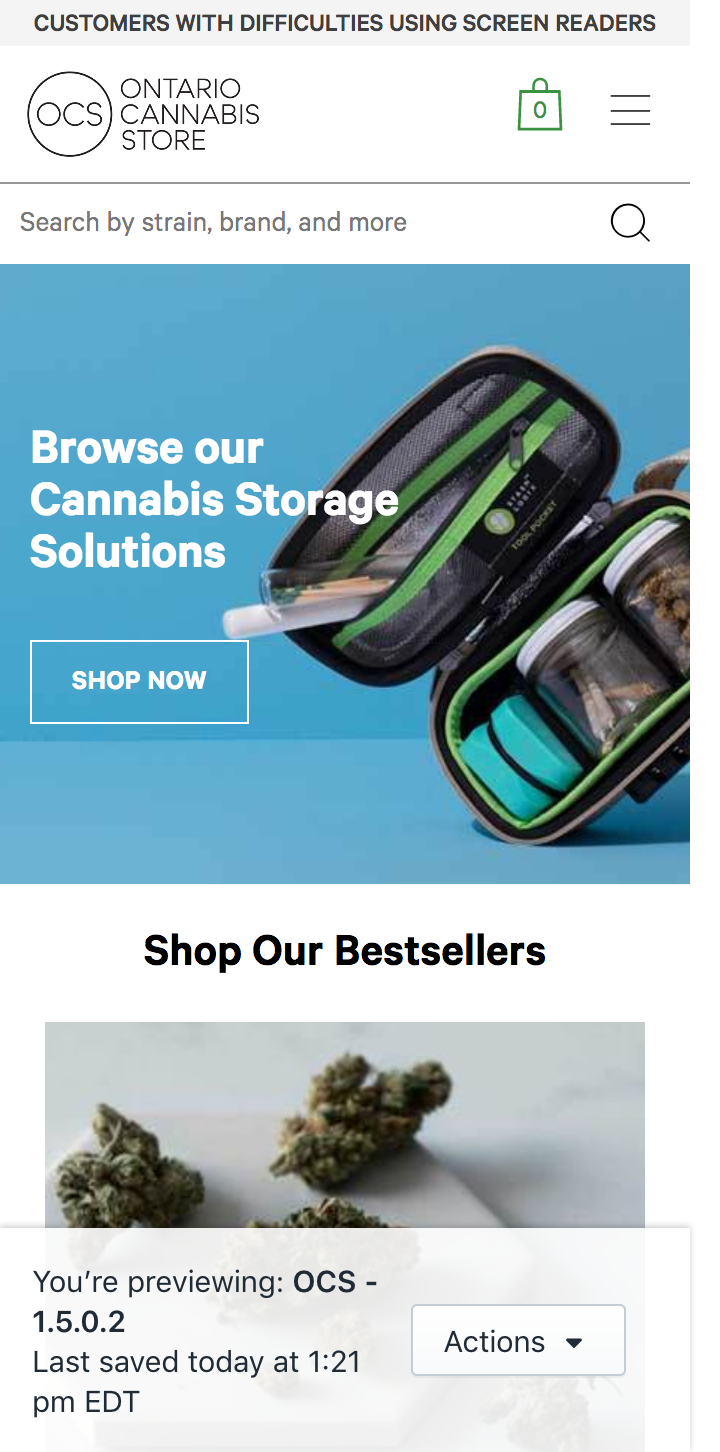 CUSTOMERS WITH DIFFICULTIES USING SCREEN READERS
OCS
ONTARIO
CANNABIS
STORE
0
Search by strain, brand, and more
Browse our
Cannabis Storage
Solutions
STASH
LOGIX
TOOL POCKET
SHOP NOW
Shop Our Bestsellers
You’re previewing: OCS -
1.5.0.2
Last saved today at 1:21
pm EDT
Actions